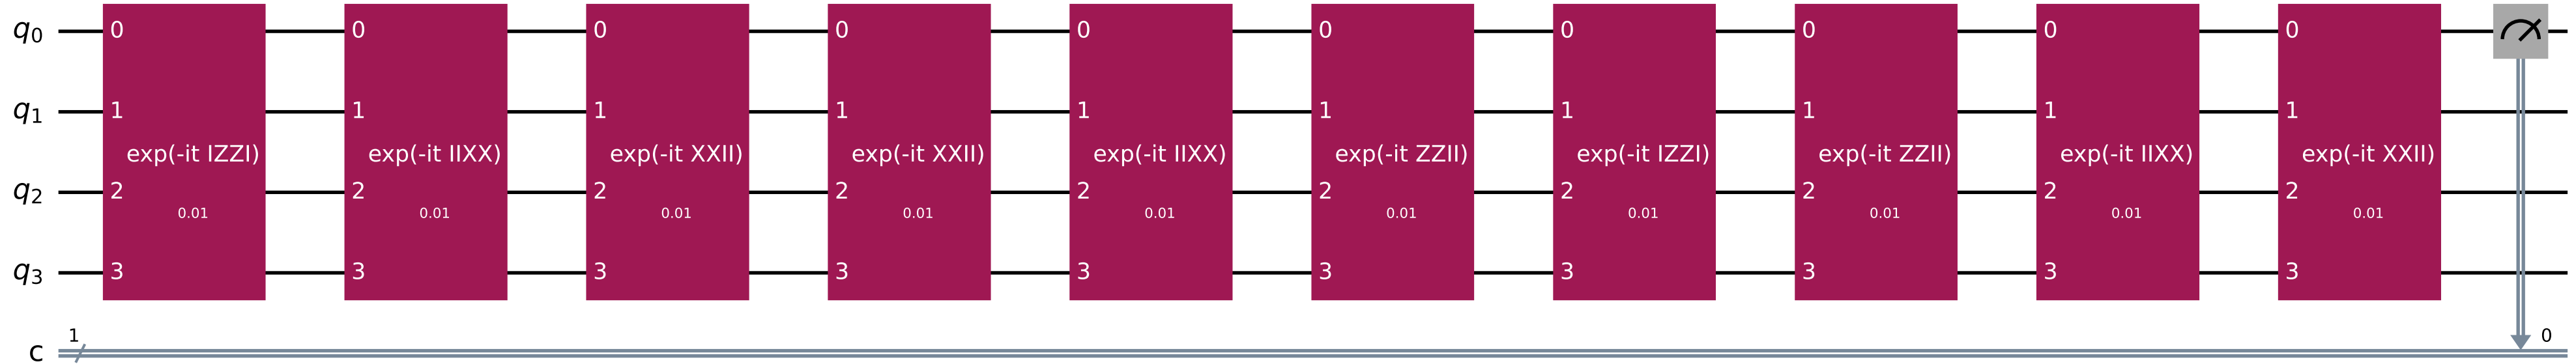 q0 0 0 0 0 0 0 0 0 0 0
q1 1 1 1 1 1 1 1 1 1 1
exp(-it IZZI) exp(-it IIXX) exp(-it XXII) exp(-it XXII) exp(-it IIXX) exp(-it ZZII) exp(-it IZZI) exp(-it ZZII) exp(-it IIXX) exp(-it XXII)
q2 2 2 2 2 2 2 2 2 2 2
0.01 0.01 0.01 0.01 0.01 0.01 0.01 0.01 0.01 0.01
q3 3 3 3 3 3 3 3 3 3 3
1 0
c